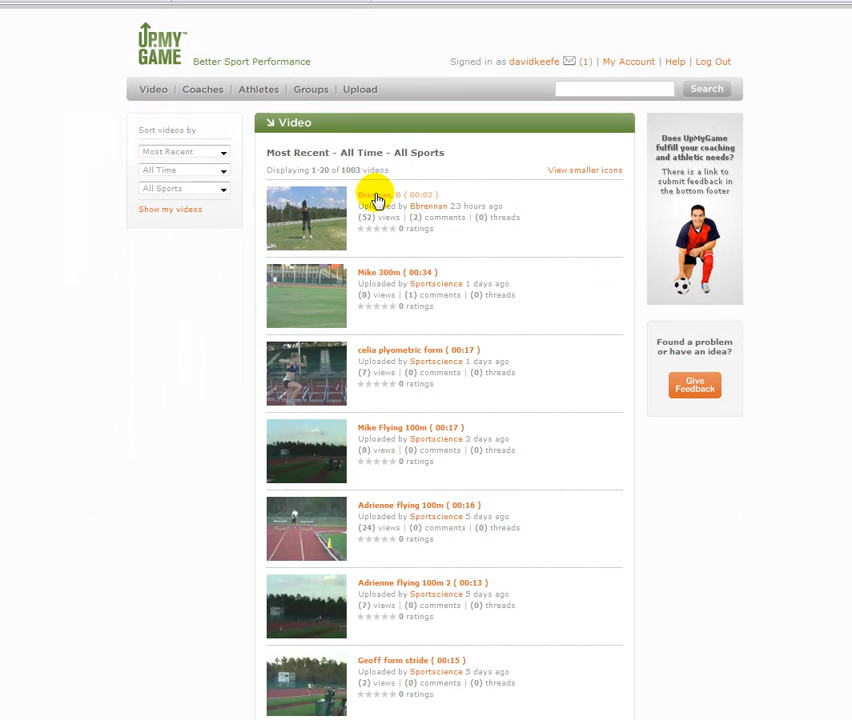 UPMY GAME™
Better Sport Performance
Signed in as davidkeefe (1) | My Account | Help | Log Out
Video | Coaches | Athletes | Groups | Upload
Search
Sort videos by
Most Recent
All Time
All Sports
Show my videos
Video
Most Recent - All Time - All Sports
Displaying 1-20 of 1003 videos
View smaller icons
B ( 00:02 )
Uploaded by Bbrennan 23 hours ago
(52) views | (2) comments | (0) threads
0 ratings
Mike 300m ( 00:34 )
Uploaded by Sportscience 1 days ago
(8) views | (1) comments | (0) threads
0 ratings
celia plyometric form ( 00:17 )
Uploaded by Sportscience 1 days ago
(7) views | (0) comments | (0) threads
0 ratings
Mike Flying 100m ( 00:17 )
Uploaded by Sportscience 3 days ago
(8) views | (0) comments | (0) threads
0 ratings
Adrienne flying 100m ( 00:16 )
Uploaded by Sportscience 5 days ago
(24) views | (0) comments | (0) threads
0 ratings
Adrienne flying 100m 2 ( 00:13 )
Uploaded by Sportscience 5 days ago
(7) views | (0) comments | (0) threads
0 ratings
Geoff form stride ( 00:15 )
Uploaded by Sportscience 5 days ago
(2) views | (0) comments | (0) threads
0 ratings
Does UpMyGame
fulfill your coaching
and athletic needs?
There is a link to
submit feedback in
the bottom footer
Found a problem
or have an idea?
Give
Feedback